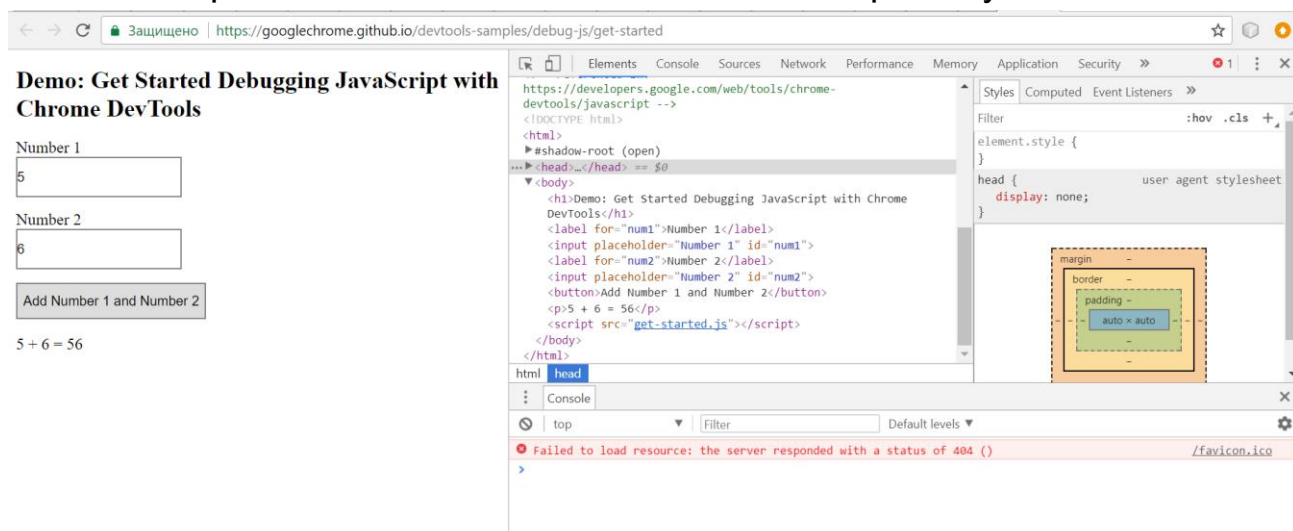 Защищено https://googlechrome.github.io/devtools-samples/debug-js/get-started
Demo: Get Started Debugging JavaScript with
Chrome DevTools
Number 1
5
Number 2
6
Add Number 1 and Number 2
5 + 6 = 56
Elements Console Sources Network Performance Memory Application Security » 1
https://developers.google.com/web/tools/chrome-
devtools/javascript -->
<!DOCTYPE html>
<html>
▶#shadow-root (open)
...▶<head>…</head> == $0
▼<body>
<h1>Demo: Get Started Debugging JavaScript with Chrome
DevTools</h1>
<label for="num1">Number 1</label>
<input placeholder="Number 1" id="num1">
<label for="num2">Number 2</label>
<input placeholder="Number 2" id="num2">
<button>Add Number 1 and Number 2</button>
<p>5 + 6 = 56</p>
<script src="get-started.js"></script>
</body>
</html>
html head
Styles Computed Event Listeners »
Filter :hov .cls +
element.style {
}
head { user agent stylesheet
display: none;
}
margin -
border -
padding -
- - - auto × auto - - -
-
-
Console
top ▼ Filter Default levels ▼
Failed to load resource: the server responded with a status of 404 () /favicon.ico
>